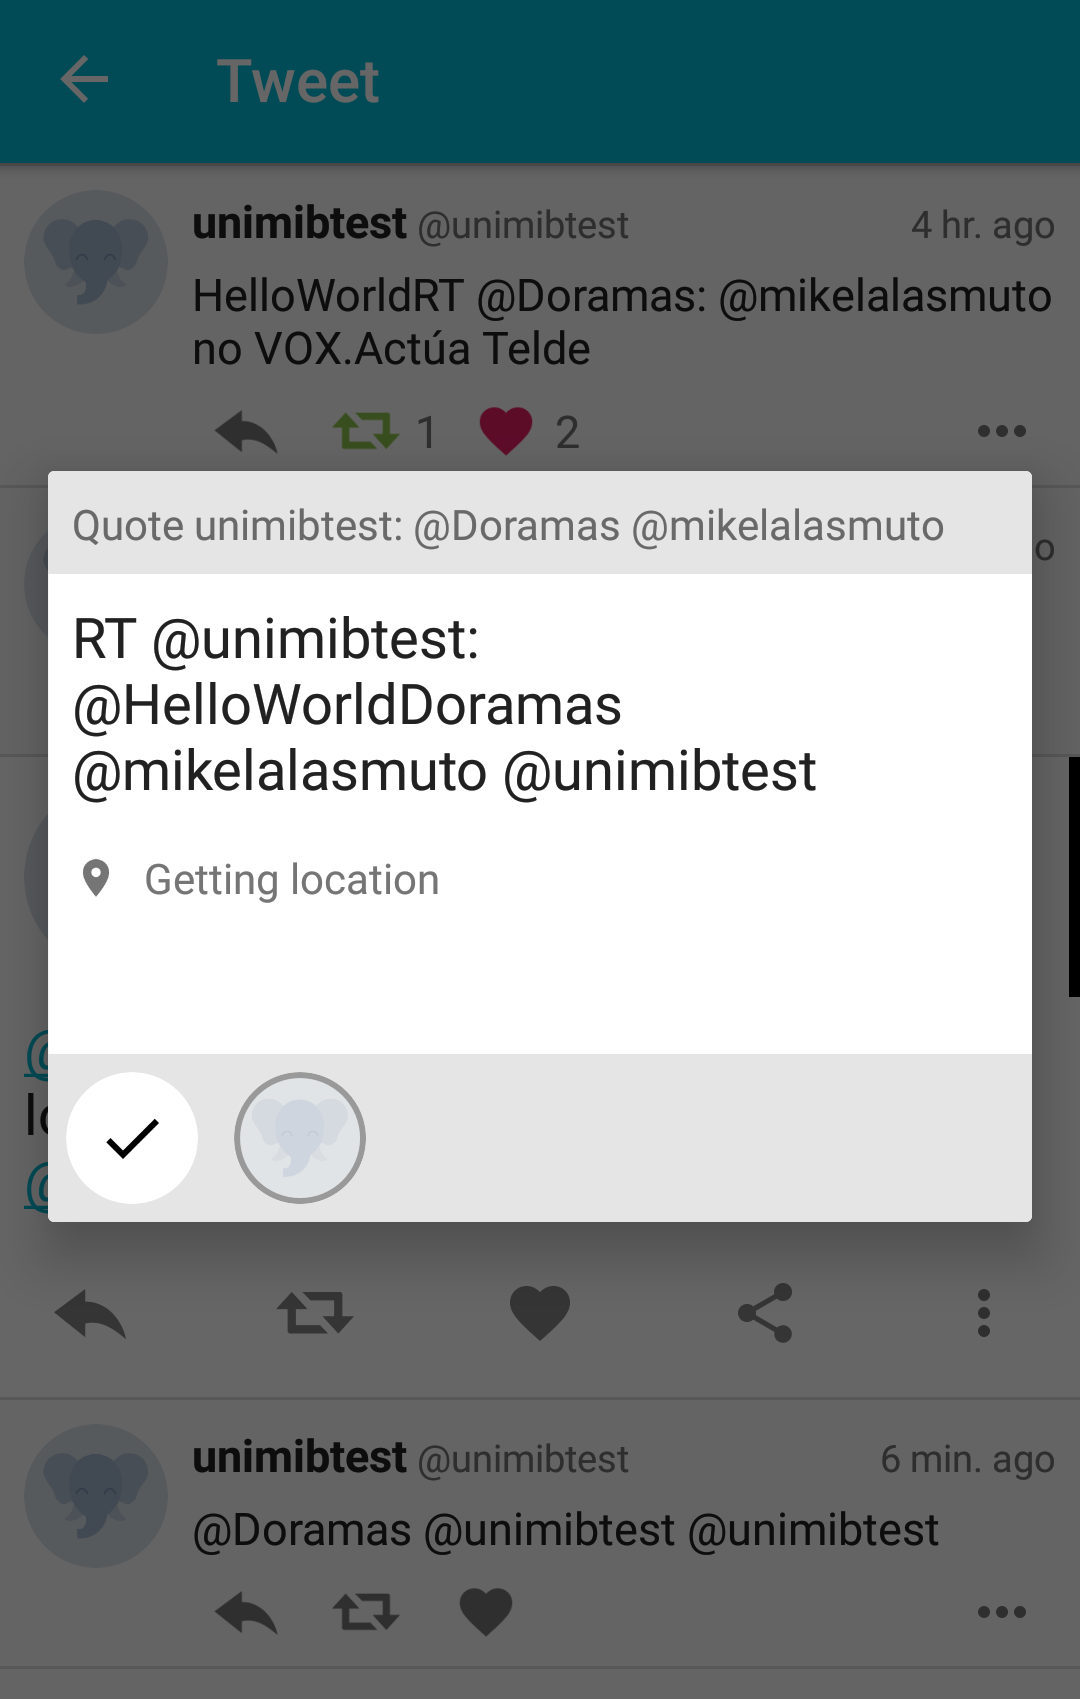 Tweet
unimibtest @unimibtest 4 hr. ago
HelloWorldRT @Doramas: @mikelalasmuto
no VOX.Actúa Telde
1 2
Quote unimibtest: @Doramas @mikelalasmuto
RT @unimibtest:
@HelloWorldDoramas
@mikelalasmuto @unimibtest
Getting location
unimibtest @unimibtest 6 min. ago
@Doramas @unimibtest @unimibtest